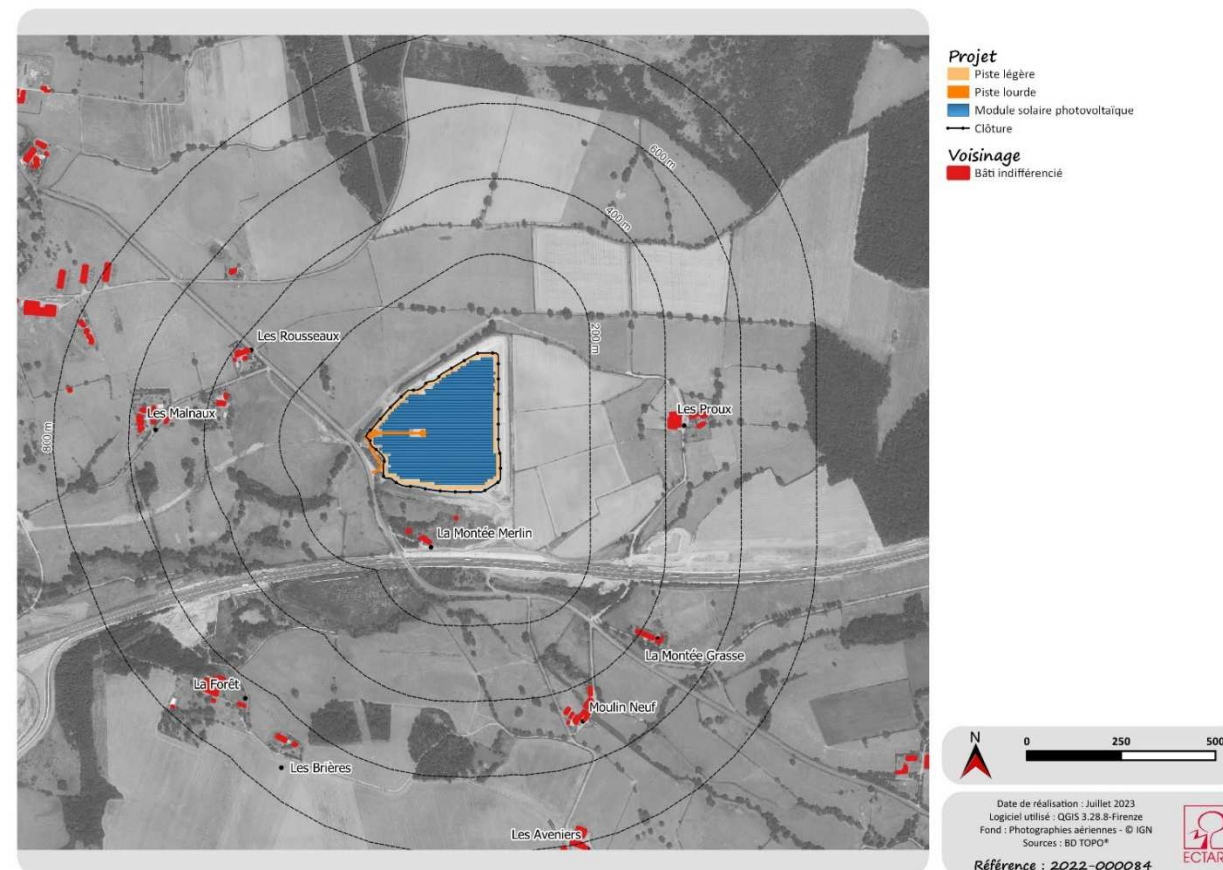 600 m
400 m
200 m
Les Rousseaux
Les Malnaux
Les Proux
800 m
La Montée Merlin
La Montée Grasse
La Forêt
Moulin Neuf
Les Brières
Les Aveniers
Projet
Piste légère
Piste lourde
Module solaire photovoltaïque
Clôture
Voisinage
Bâti indifférencié
N
0 250 500
Date de réalisation : Juillet 2023
Logiciel utilisé : QGIS 3.28.8-Firenze
Fond : Photographies aériennes - © IGN
Sources : BD TOPO®
Référence : 2022-000084
ECTARE